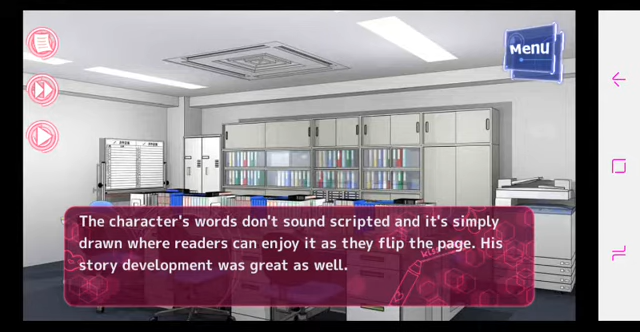 Menu
The character's words don't sound scripted and it's simply
drawn where readers can enjoy it as they flip the page. His
story development was great as well.